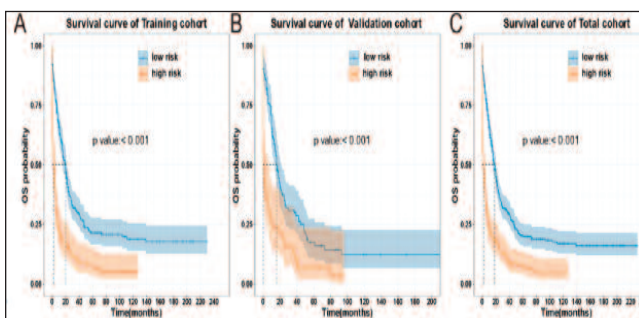 A
Survival curve of Training cohort
1.00
0.75
0.50
0.25
0.00
OS probability
low risk
high risk
p value:< 0.001
0 20 40 60 80 100 120 140 160 180 200 220 240
Time(months)
B
Survival curve of Validation cohort
1.00
0.75
0.50
0.25
0.00
OS probability
low risk
high risk
p value:< 0.001
0 20 40 60 80 100 120 140 160 180 200
Time(months)
C
Survival curve of Total cohort
1.00
0.75
0.50
0.25
0.00
OS probability
low risk
high risk
p value:< 0.001
0 20 40 60 80 100 120 140 160 180 200 220
Time(months)